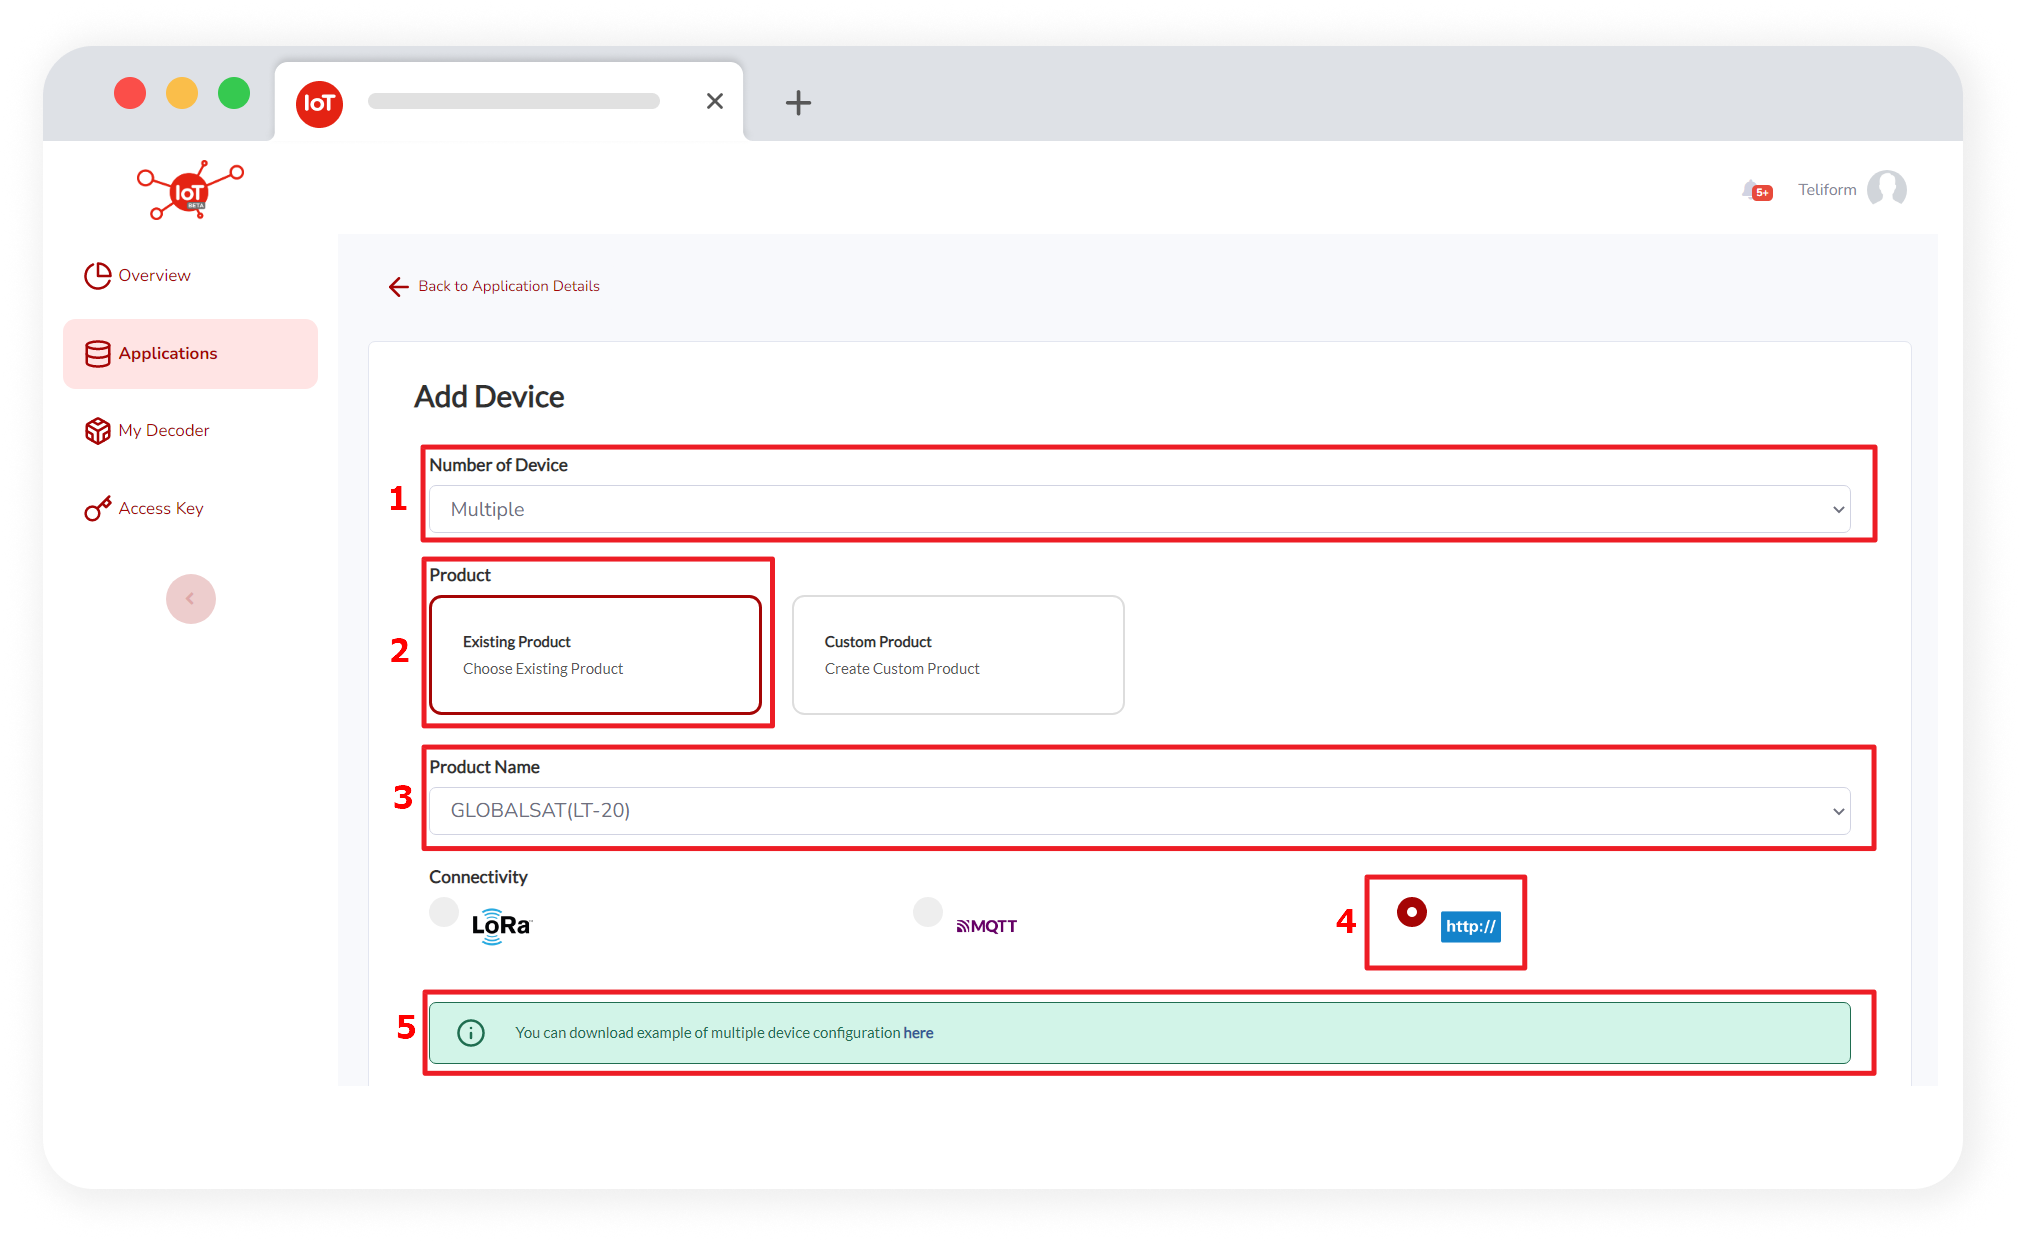 IoT
IoT
BETA
5+
Teliform
Overview
Applications
My Decoder
Access Key
Back to Application Details
Add Device
1
Number of Device
Multiple
2
Product
Existing Product
Choose Existing Product
Custom Product
Create Custom Product
3
Product Name
GLOBALSAT(LT-20)
Connectivity
LoRa
MQTT
4
http://
5
You can download example of multiple device configuration here